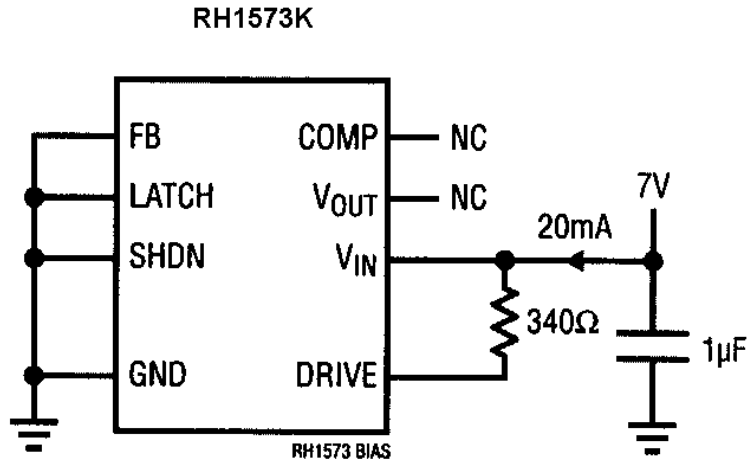 RH1573K
FB
COMP
NC
LATCH
VOUT
NC
7V
20mA
SHDN
VIN
340Ω
1µF
GND
DRIVE
RH1573 BIAS